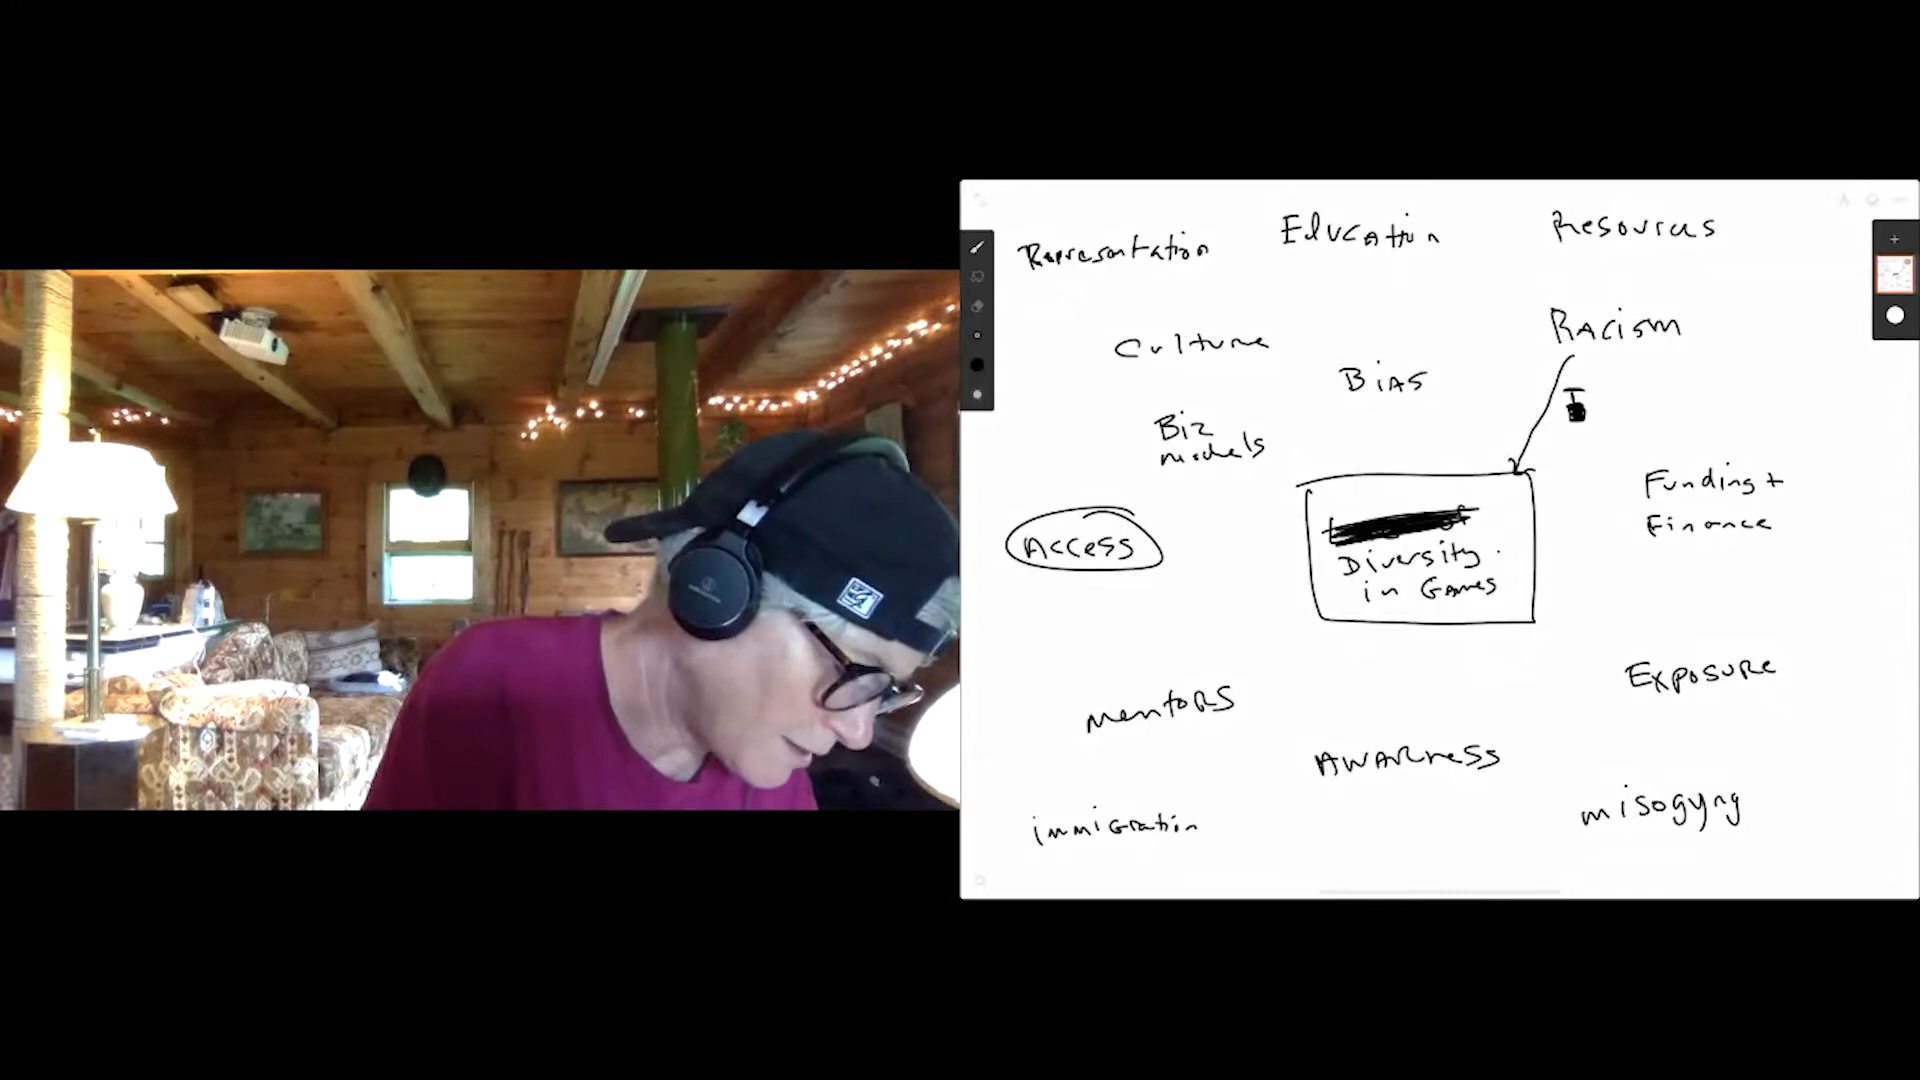 Representation
Education
Resources
Culture
Bias
Racism
Biz
models
I
Funding +
Finance
Access
Diversity
in Games
Mentors
Exposure
Awarness
immigration
misogyny